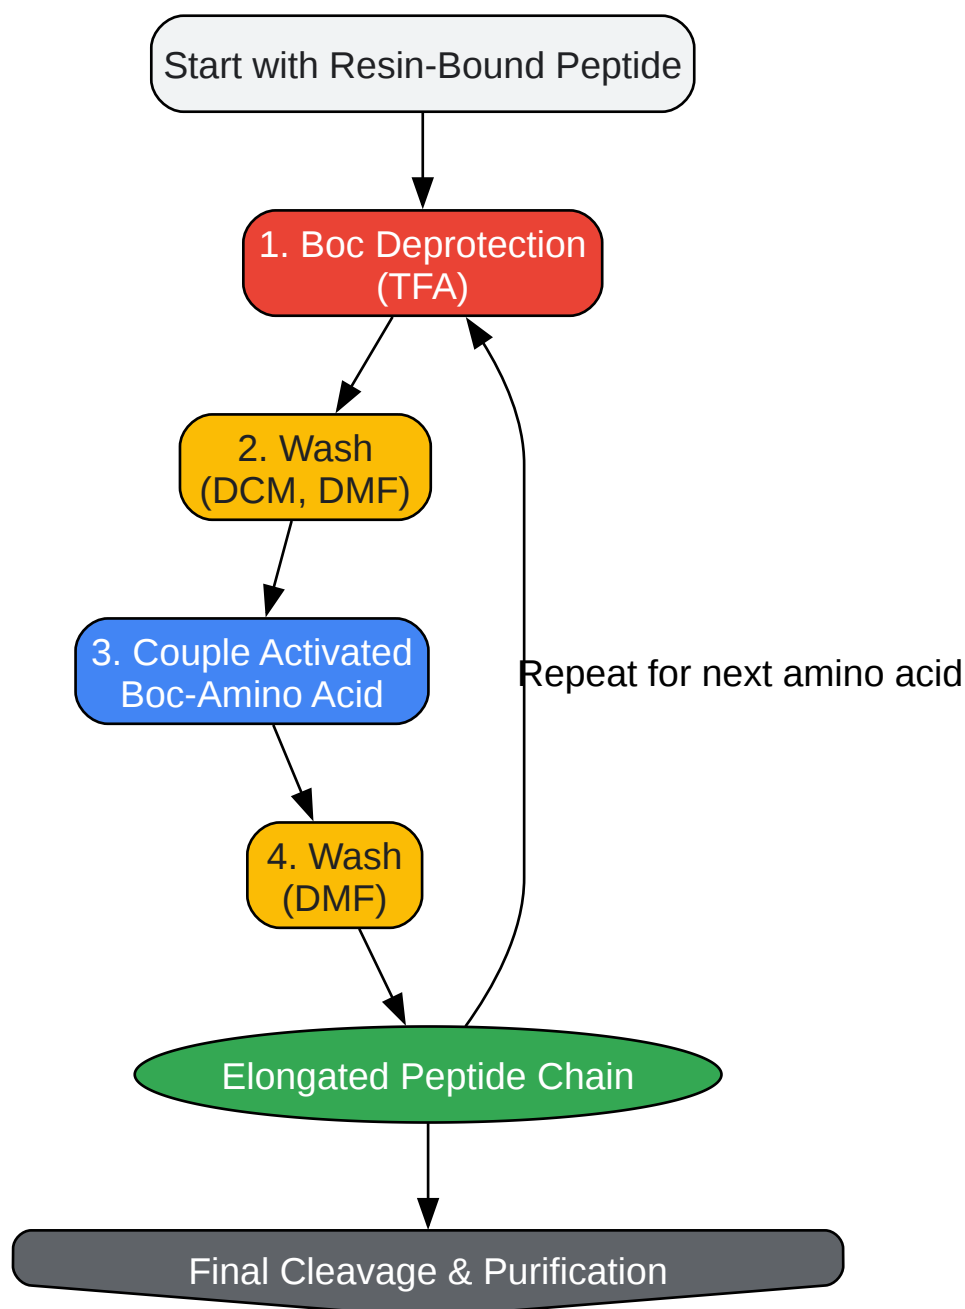 Start with Resin-Bound Peptide
1. Boc Deprotection
(TFA)
2. Wash
(DCM, DMF)
3. Couple Activated
Boc-Amino Acid
Repeat for next amino acid
4. Wash
(DMF)
Elongated Peptide Chain
Final Cleavage & Purification